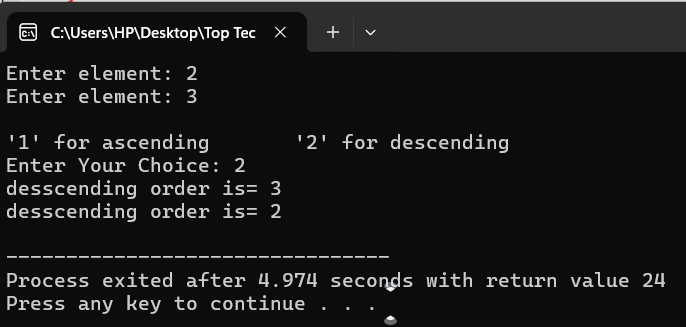 C:\Users\HP\Desktop\Top Tec
Enter element: 2
Enter element: 3
'1' for ascending       '2' for descending
Enter Your Choice: 2
desscending order is= 3
desscending order is= 2
--------------------------------
Process exited after 4.974 seconds with return value 24
Press any key to continue . . .